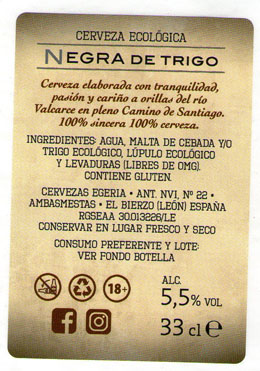 CERVEZA ECOLÓGICA
NEGRA DE TRIGO
Cerveza elaborada con tranquilidad,
pasión y cariño a orillas del río
Valcarce en pleno Camino de Santiago.
100% sincera 100% cerveza.
INGREDIENTES: AGUA, MALTA DE CEBADA Y/O
TRIGO ECOLÓGICO, LÚPULO ECOLÓGICO
Y LEVADURAS (LIBRES DE OMG).
CONTIENE GLUTEN.
CERVEZAS EGERIA • ANT. NVI, Nº 22 •
AMBASMESTAS • EL BIERZO (LEÓN) ESPAÑA
RGSEAA 30.013226/LE
CONSERVAR EN LUGAR FRESCO Y SECO
CONSUMO PREFERENTE Y LOTE:
VER FONDO BOTELLA
18+
ALC.
5,5% VOL
33 cl e